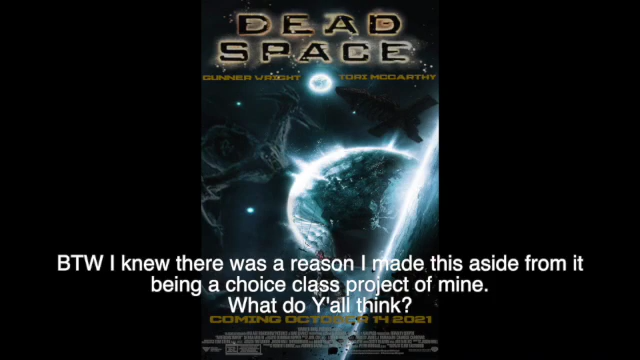 DEAD
SPACE
GUNNER WRIGHT TORI MCCARTHY
BTW I knew there was a reason I made this aside from it
being a choice class project of mine.
What do Y'all think?
COMING OCTOBER 14 2021